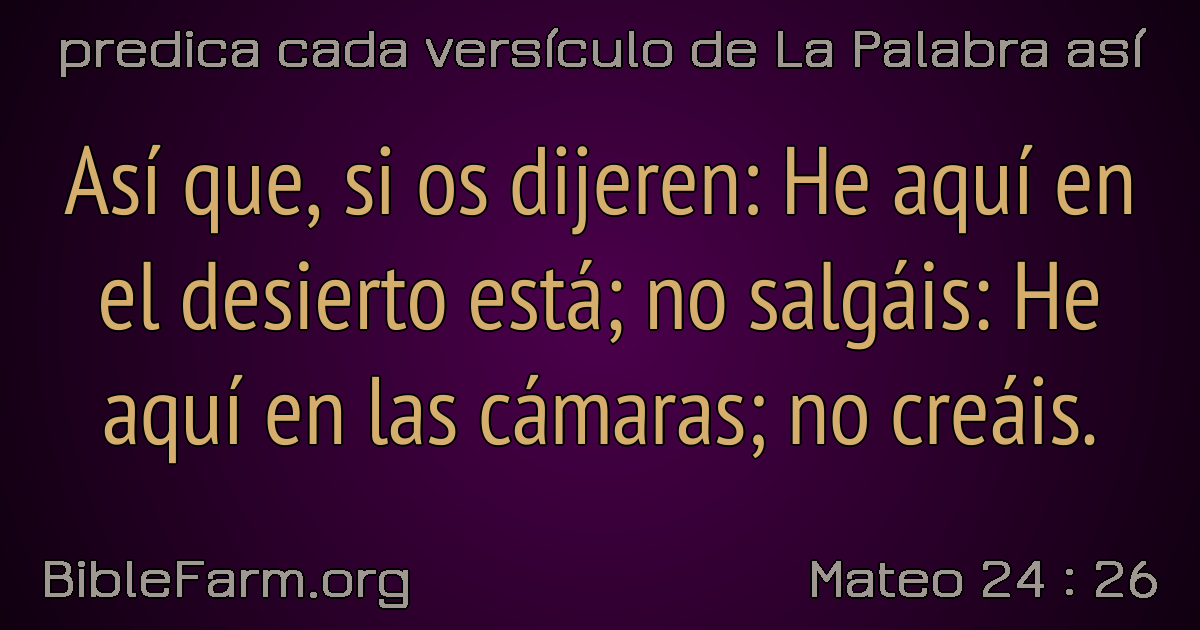 predica cada versículo de La Palabra así
Así que, si os dijeren: He aquí en
el desierto está; no salgáis: He
aquí en las cámaras; no creáis.
BibleFarm.org
Mateo 24 : 26